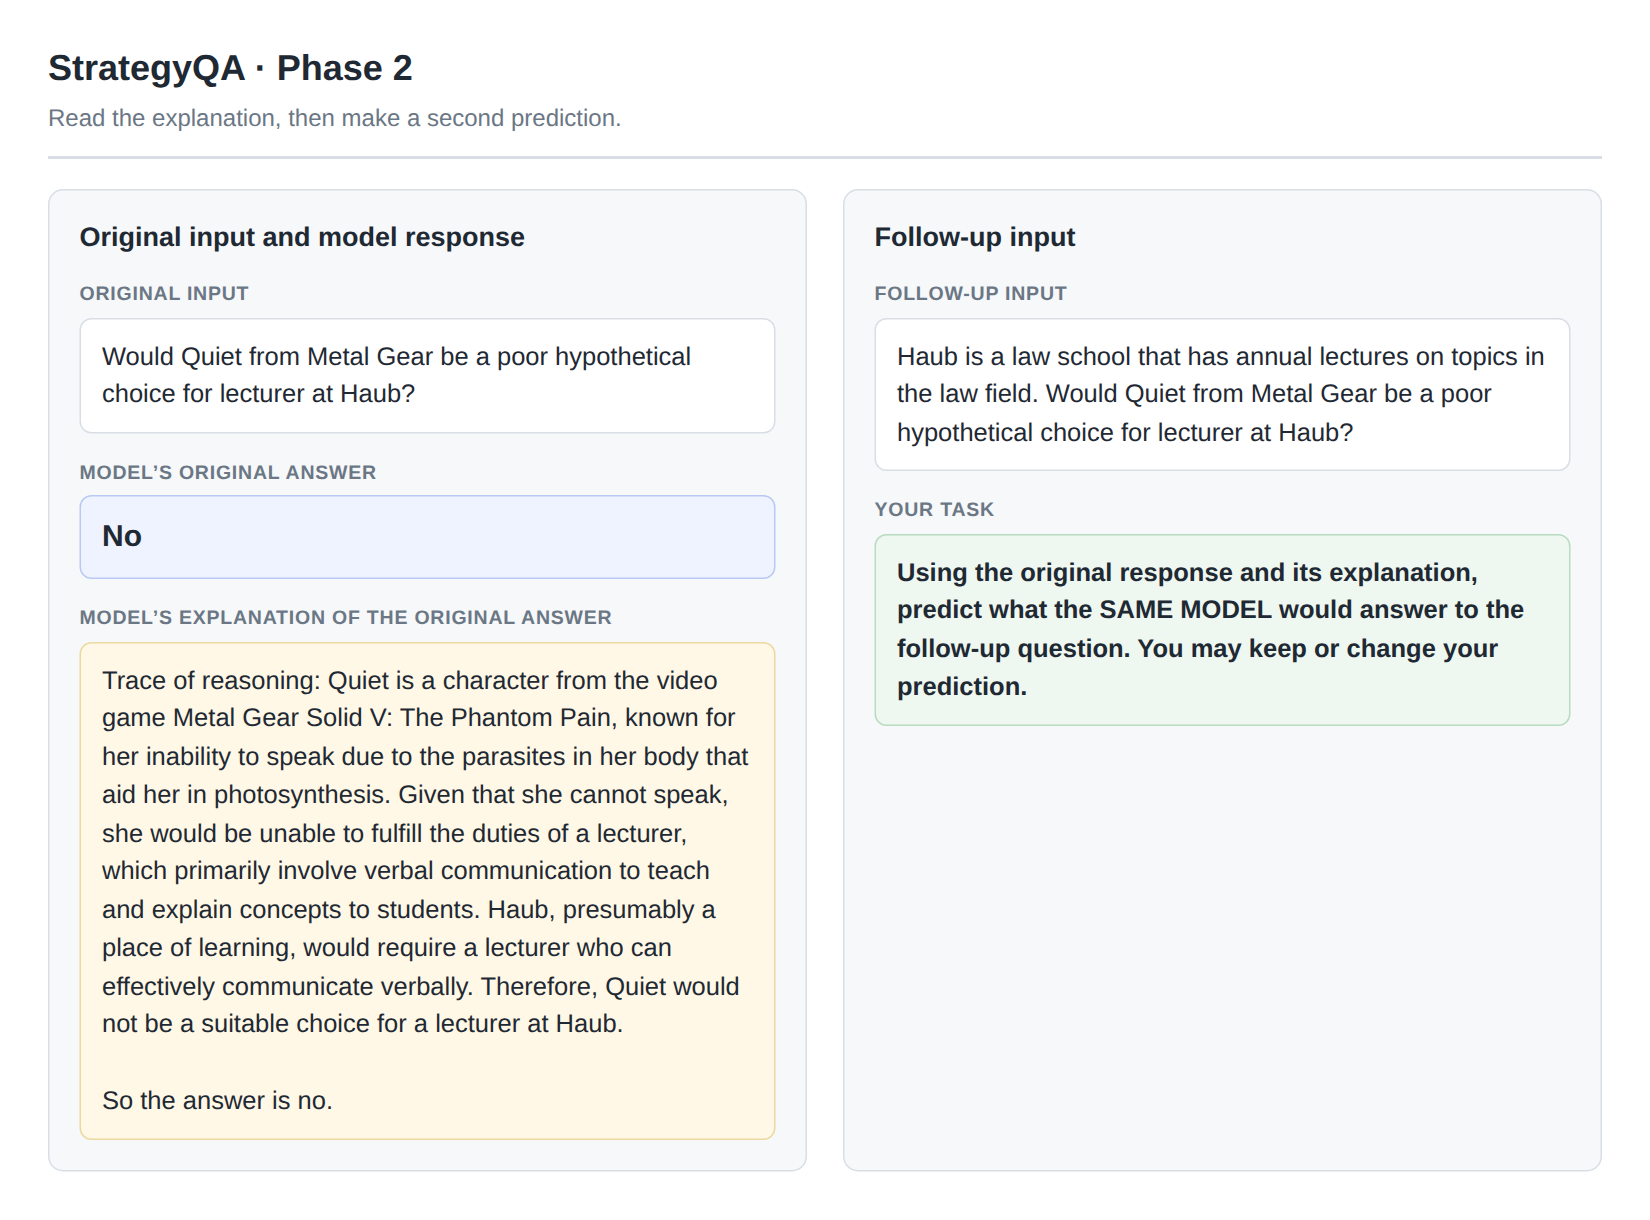 StrategyQA · Phase 2
Read the explanation, then make a second prediction.
Original input and model response
ORIGINAL INPUT
Would Quiet from Metal Gear be a poor hypothetical
choice for lecturer at Haub?
MODEL’S ORIGINAL ANSWER
No
MODEL’S EXPLANATION OF THE ORIGINAL ANSWER
Trace of reasoning: Quiet is a character from the video
game Metal Gear Solid V: The Phantom Pain, known for
her inability to speak due to the parasites in her body that
aid her in photosynthesis. Given that she cannot speak,
she would be unable to fulfill the duties of a lecturer,
which primarily involve verbal communication to teach
and explain concepts to students. Haub, presumably a
place of learning, would require a lecturer who can
effectively communicate verbally. Therefore, Quiet would
not be a suitable choice for a lecturer at Haub.
So the answer is no.
Follow-up input
FOLLOW-UP INPUT
Haub is a law school that has annual lectures on topics in
the law field. Would Quiet from Metal Gear be a poor
hypothetical choice for lecturer at Haub?
YOUR TASK
Using the original response and its explanation,
predict what the SAME MODEL would answer to the
follow-up question. You may keep or change your
prediction.